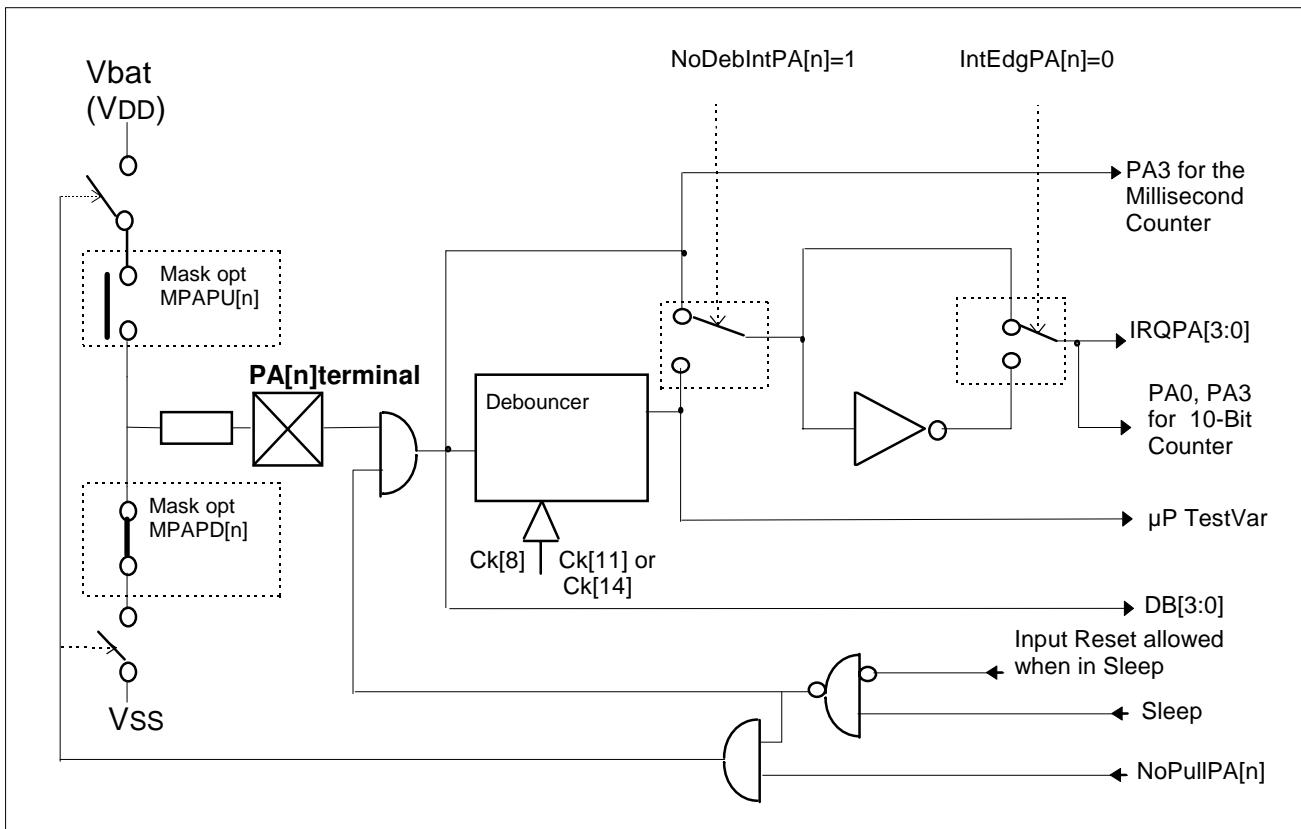 NoDebIntPA[n]=1
IntEdgPA[n]=0
Vbat
(VDD)
PA3 for the
Millisecond
Counter
Mask opt
MPAPU[n]
IRQPA[3:0]
PA[n]terminal
Debouncer
PA0, PA3
for 10-Bit
Counter
Mask opt
MPAPD[n]
µP TestVar
Ck[8]
Ck[11] or
Ck[14]
DB[3:0]
Input Reset allowed
when in Sleep
VSS
Sleep
NoPullPA[n]